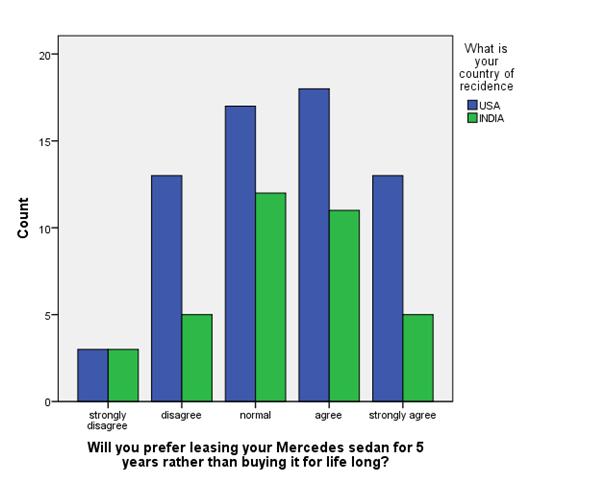 What is
your
country of
recidence
USA
INDIA
Count
20
15
10
5
0
strongly
disagree
disagree
normal
agree
strongly agree
Will you prefer leasing your Mercedes sedan for 5
years rather than buying it for life long?